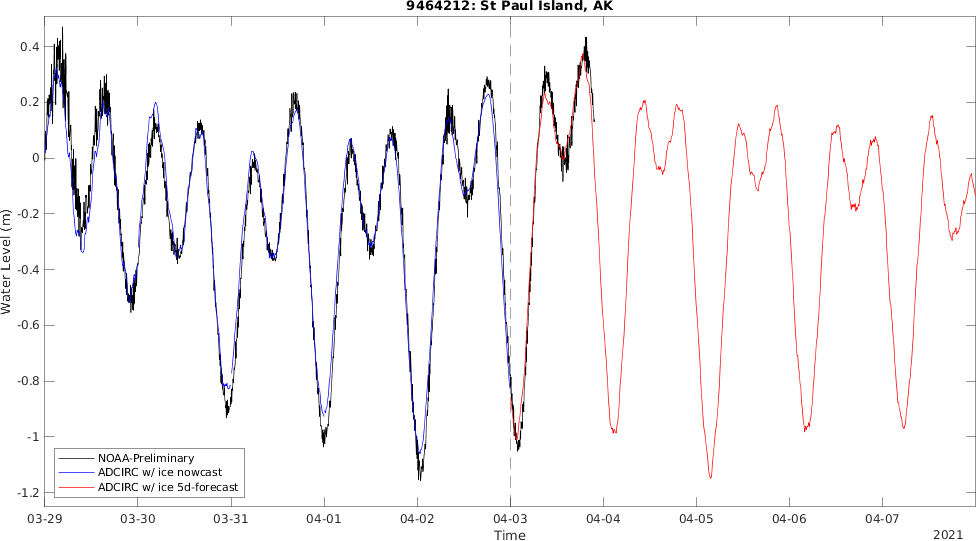 9464212: St Paul Island, AK
0.4
0.2
0
-0.2
-0.4
-0.6
-0.8
-1
-1.2
Water Level (m)
NOAA-Preliminary
ADCIRC w/ ice nowcast
ADCIRC w/ ice 5d-forecast
03-29 03-30 03-31 04-01 04-02 04-03 04-04 04-05 04-06 04-07
Time
2021